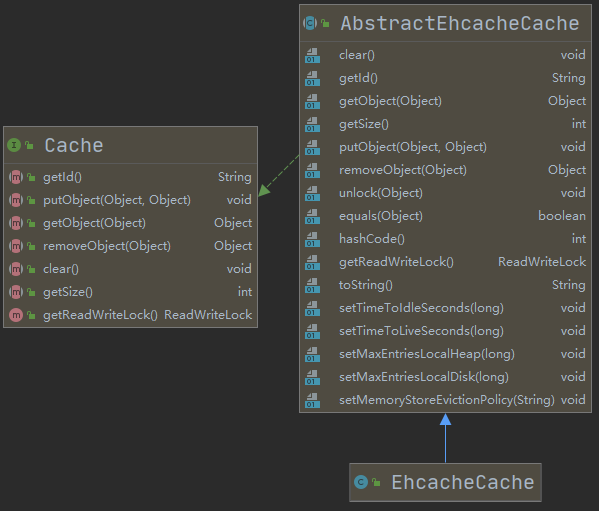 Cache
getId() String
putObject(Object, Object) void
getObject(Object) Object
removeObject(Object) Object
clear() void
getSize() int
getReadWriteLock() ReadWriteLock
AbstractEhcacheCache
clear() void
getId() String
getObject(Object) Object
getSize() int
putObject(Object, Object) void
removeObject(Object) Object
unlock(Object) void
equals(Object) boolean
hashCode() int
getReadWriteLock() ReadWriteLock
toString() String
setTimeToIdleSeconds(long) void
setTimeToLiveSeconds(long) void
setMaxEntriesLocalHeap(long) void
setMaxEntriesLocalDisk(long) void
setMemoryStoreEvictionPolicy(String) void
EhcacheCache